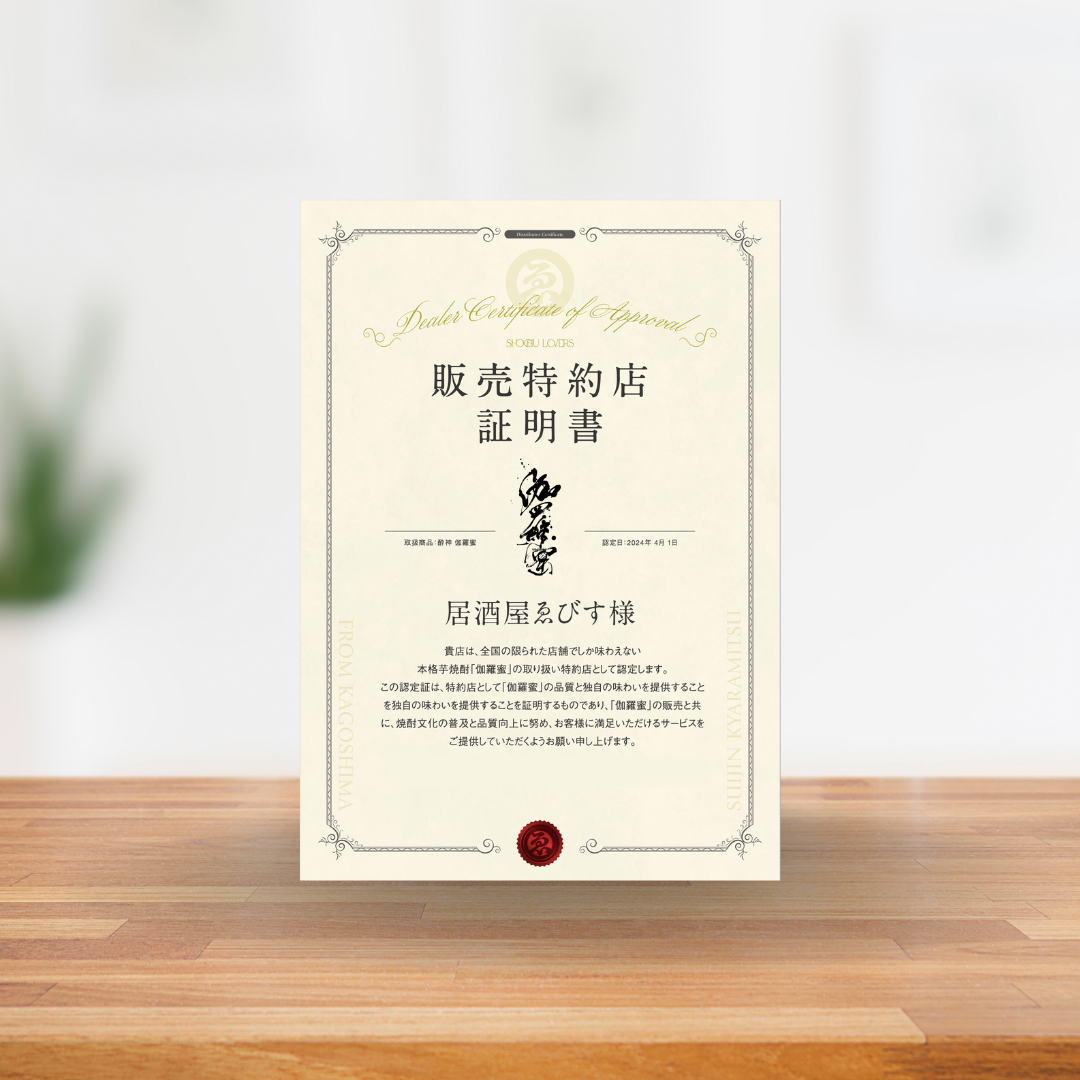 Distributor Certificate
ゑ
Dealer Certificate of Approval
SHOCHU LOVERS
販売特約店
証明書
伽羅蜜
取扱商品：酔神 伽羅蜜
認定日：2024年 4月 1日
居酒屋ゑびす様
貴店は、全国の限られた店舗でしか味わえない
本格芋焼酎「伽羅蜜」の取り扱い特約店として認定します。
この認定証は、特約店として「伽羅蜜」の品質と独自の味わいを提供すること
を独自の味わいを提供することを証明するものであり、「伽羅蜜」の販売と共
に、焼酎文化の普及と品質向上に努め、お客様に満足いただけるサービスを
ご提供していただくようお願い申し上げます。
FROM KAGOSHIMA
SUIJIN KYARAMITSU
ゑ